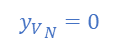 y_{V_N} = 0